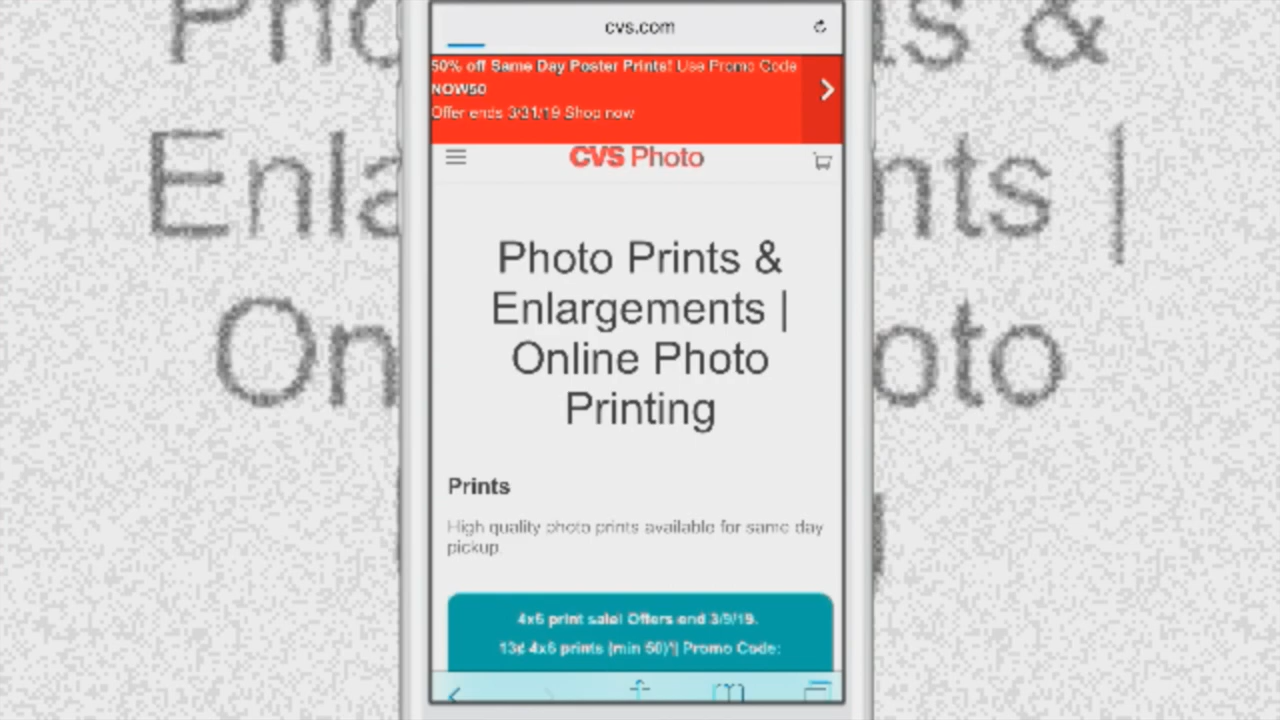 cvs.com
50% off Same Day Poster Prints! Use Promo Code
NOW50
Offer ends 3/31/19 Shop now
CVS Photo
Photo Prints &
Enlargements |
Online Photo
Printing
Prints
High quality photo prints available for same day
pickup.
4x6 print sale! Offers end 3/9/19.
13¢ 4x6 prints (min 50)*| Promo Code: